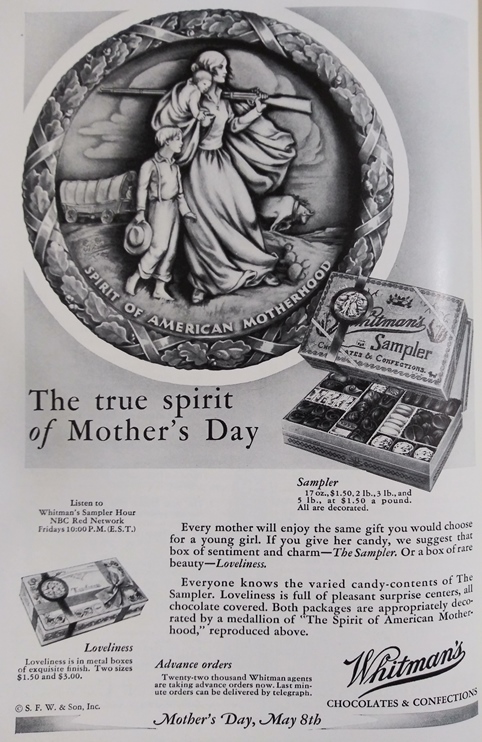 SPIRIT OF AMERICAN MOTHERHOOD
Whitman's
Sampler
CHOCOLATES & CONFECTIONS.
The true spirit
of Mother's Day
Sampler
17 oz., $1.50, 2 lb., 3 lb., and
5 lb., at $1.50 a pound.
All are decorated.
Listen to
Whitman's Sampler Hour
NBC Red Network
Fridays 10:00 P.M. (E.S.T.)
Every mother will enjoy the same gift you would choose
for a young girl. If you give her candy, we suggest that
box of sentiment and charm—The Sampler. Or a box of rare
beauty—Loveliness.
Everyone knows the varied candy-contents of The
Sampler. Loveliness is full of pleasant surprise centers, all
chocolate covered. Both packages are appropriately deco-
rated by a medallion of "The Spirit of American Mother-
hood," reproduced above.
Loveliness
Loveliness is in metal boxes
of exquisite finish. Two sizes
$1.50 and $3.00.
Advance orders
Twenty-two thousand Whitman agents
are taking advance orders now. Last min-
ute orders can be delivered by telegraph.
Whitman's
CHOCOLATES & CONFECTIONS
© S. F. W. & Son, Inc.
Mother's Day, May 8th